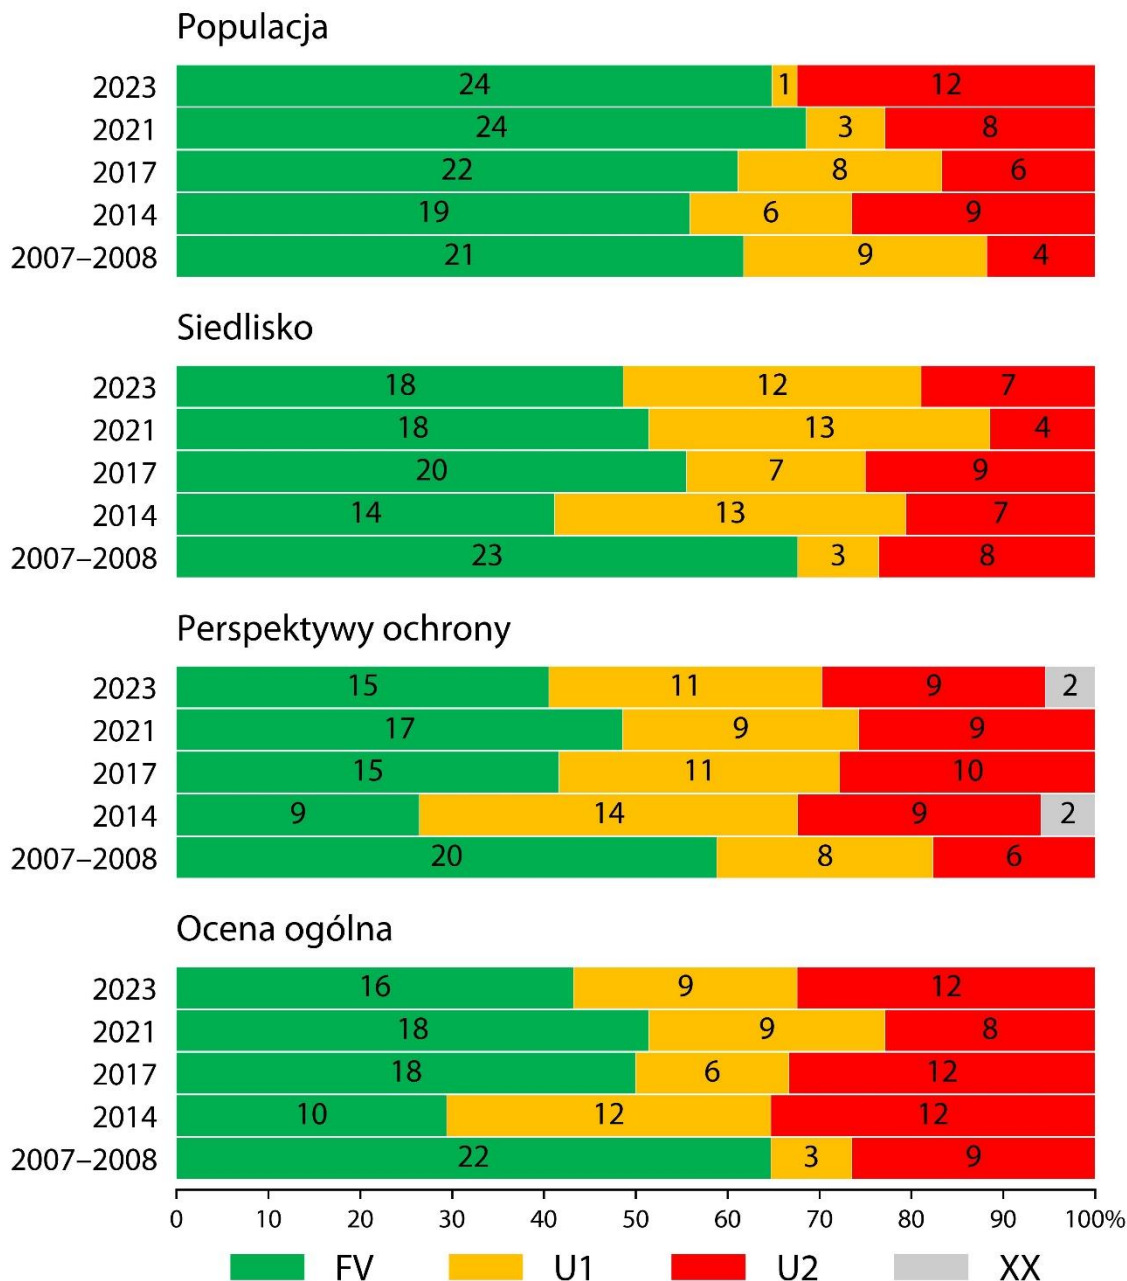 Populacja
2023 24 1 12
2021 24 3 8
2017 22 8 6
2014 19 6 9
2007–2008 21 9 4
Siedlisko
2023 18 12 7
2021 18 13 4
2017 20 7 9
2014 14 13 7
2007–2008 23 3 8
Perspektywy ochrony
2023 15 11 9 2
2021 17 9 9
2017 15 11 10
2014 9 14 9 2
2007–2008 20 8 6
Ocena ogólna
2023 16 9 12
2021 18 9 8
2017 18 6 12
2014 10 12 12
2007–2008 22 3 9
0 10 20 30 40 50 60 70 80 90 100%
FV U1 U2 XX